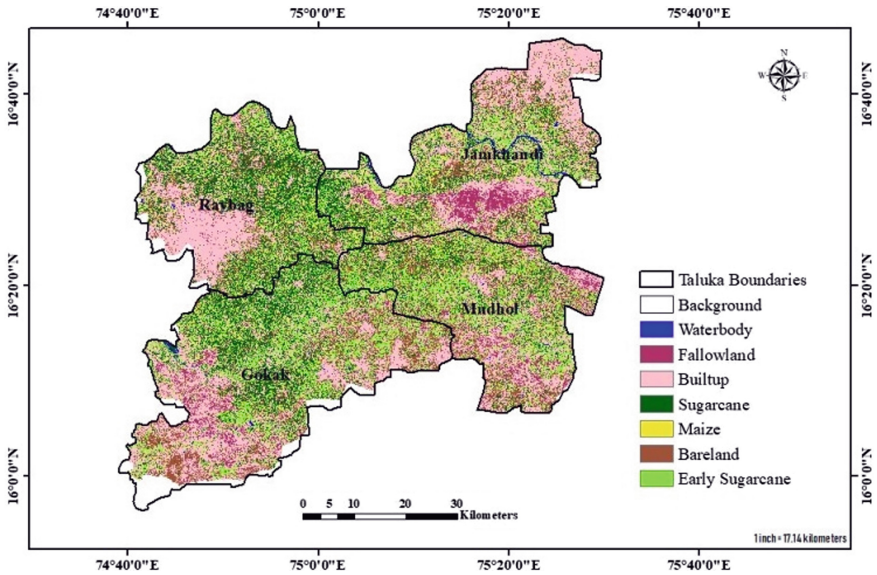 74°40'0"E 75°0'0"E 75°20'0"E 75°40'0"E
16°40'0"N 16°40'0"N
N
W E
S
Jamkhandi
Raybag
16°20'0"N 16°20'0"N
Mudhol
Gokak
16°0'0"N 16°0'0"N
Taluka Boundaries
Background
Waterbody
Fallowland
Builtup
Sugarcane
Maize
Bareland
Early Sugarcane
0 5 10 20 30
Kilometers
1 inch = 17.14 kilometers
74°40'0"E 75°0'0"E 75°20'0"E 75°40'0"E